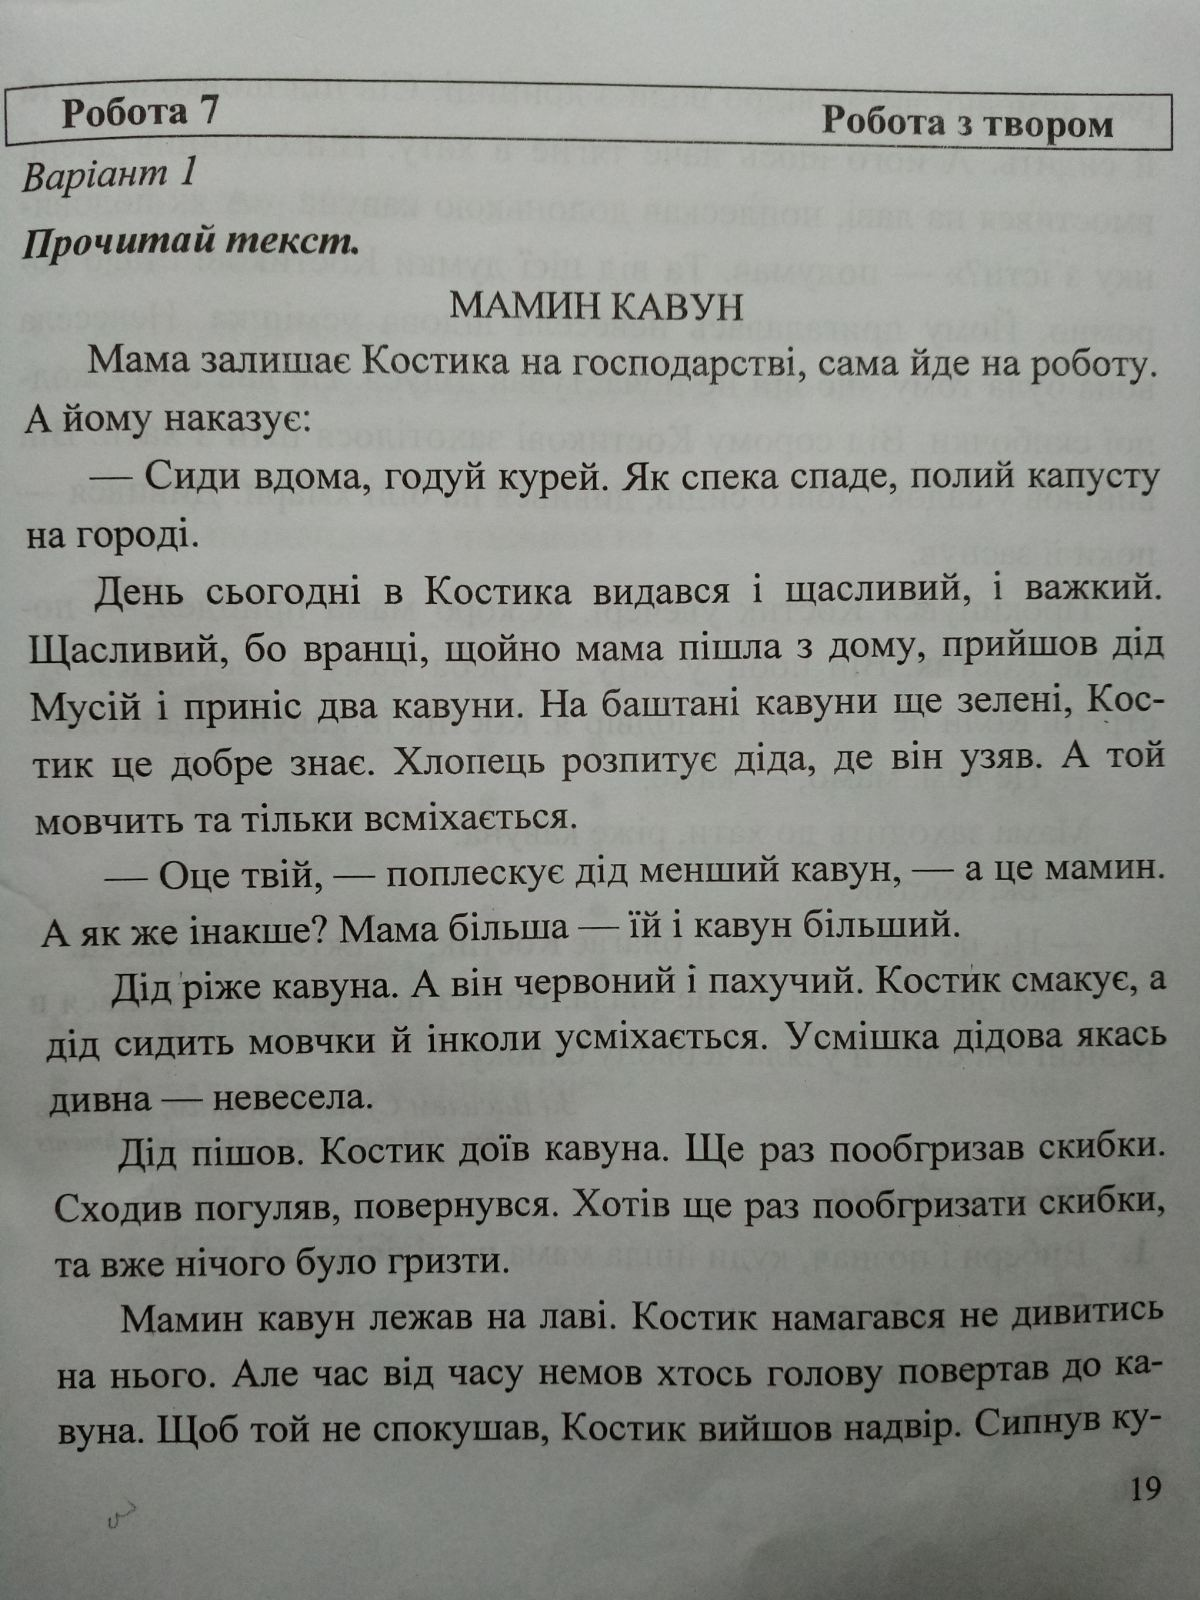 Робота 7 Робота з твором
Варіант 1
Прочитай текст.
МАМИН КАВУН
Мама залишає Костика на господарстві, сама йде на роботу.
А йому наказує:
— Сиди вдома, годуй курей. Як спека спаде, полий капусту
на городі.
День сьогодні в Костика видався і щасливий, і важкий.
Щасливий, бо вранці, щойно мама пішла з дому, прийшов дід
Мусій і приніс два кавуни. На баштані кавуни ще зелені, Кос-
тик це добре знає. Хлопець розпитує діда, де він узяв. А той
мовчить та тільки всміхається.
— Оце твій, — поплескує дід менший кавун, — а це мамин.
А як же інакше? Мама більша — їй і кавун більший.
Дід ріже кавуна. А він червоний і пахучий. Костик смакує, а
дід сидить мовчки й інколи усміхається. Усмішка дідова якась
дивна — невесела.
Дід пішов. Костик доїв кавуна. Ще раз пообгризав скибки.
Сходив погуляв, повернувся. Хотів ще раз пообгризати скибки,
та вже нічого було гризти.
Мамин кавун лежав на лаві. Костик намагався не дивитись
на нього. Але час від часу немов хтось голову повертав до ка-
вуна. Щоб той не спокушав, Костик вийшов надвір. Сипнув ку-
19